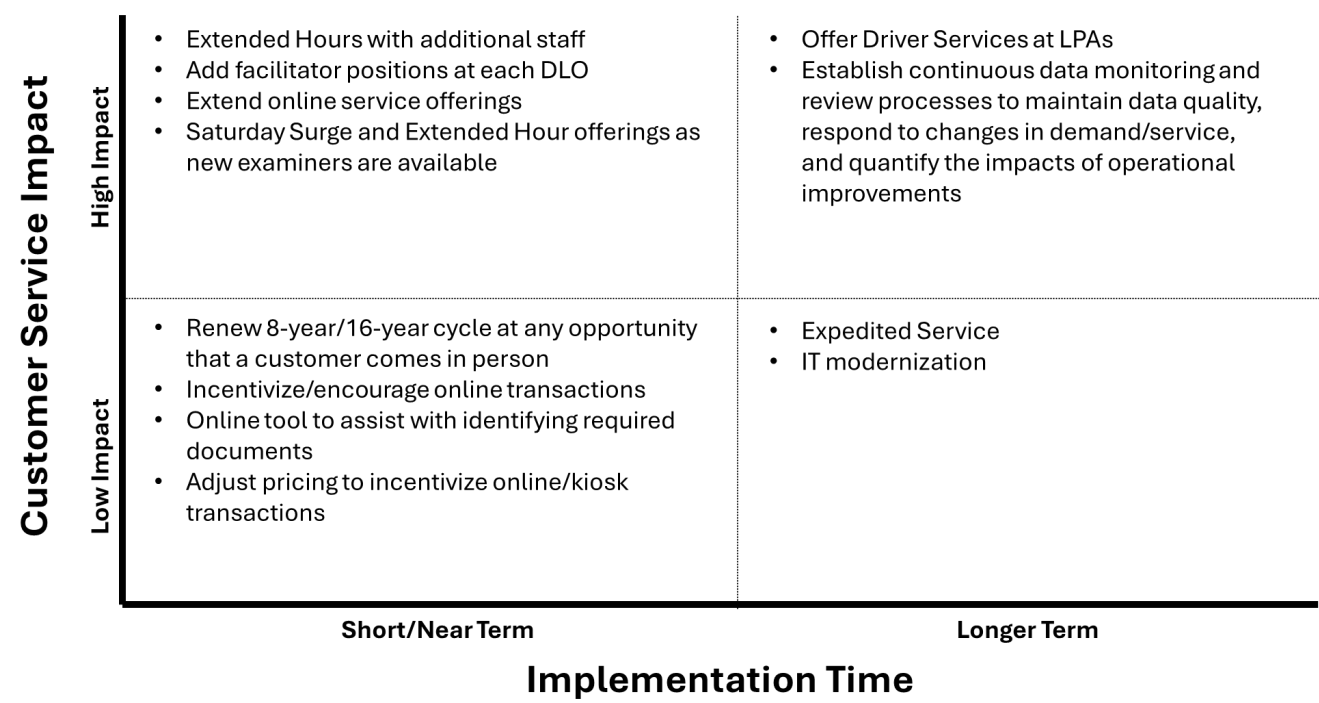 Customer Service Impact
High Impact
• Extended Hours with additional staff
• Add facilitator positions at each DLO
• Extend online service offerings
• Saturday Surge and Extended Hour offerings as
new examiners are available
• Offer Driver Services at LPAs
• Establish continuous data monitoring and
review processes to maintain data quality,
respond to changes in demand/service,
and quantify the impacts of operational
improvements
Low Impact
• Renew 8-year/16-year cycle at any opportunity
that a customer comes in person
• Incentivize/encourage online transactions
• Online tool to assist with identifying required
documents
• Adjust pricing to incentivize online/kiosk
transactions
• Expedited Service
• IT modernization
Short/Near Term
Longer Term
Implementation Time